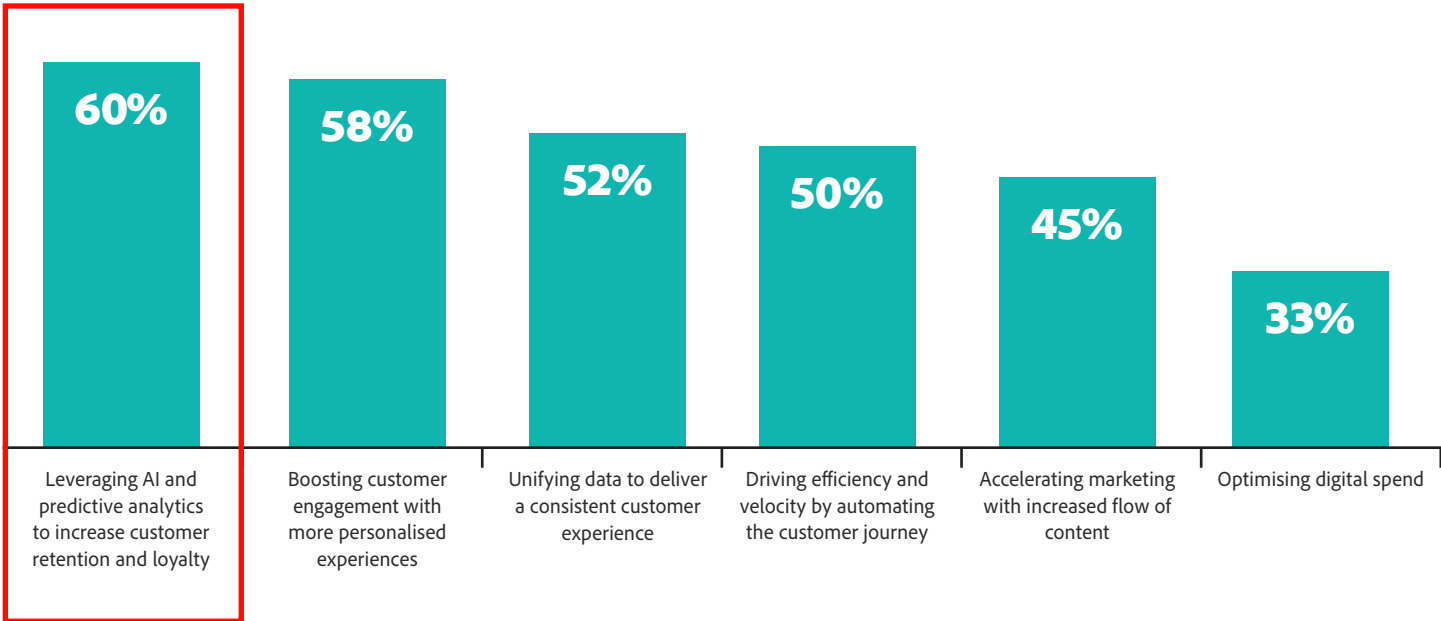 60%
58%
52%
50%
45%
33%
Leveraging AI and
predictive analytics
to increase customer
retention and loyalty
Boosting customer
engagement with
more personalised
experiences
Unifying data to deliver
a consistent customer
experience
Driving efficiency and
velocity by automating
the customer journey
Accelerating marketing
with increased flow of
content
Optimising digital spend